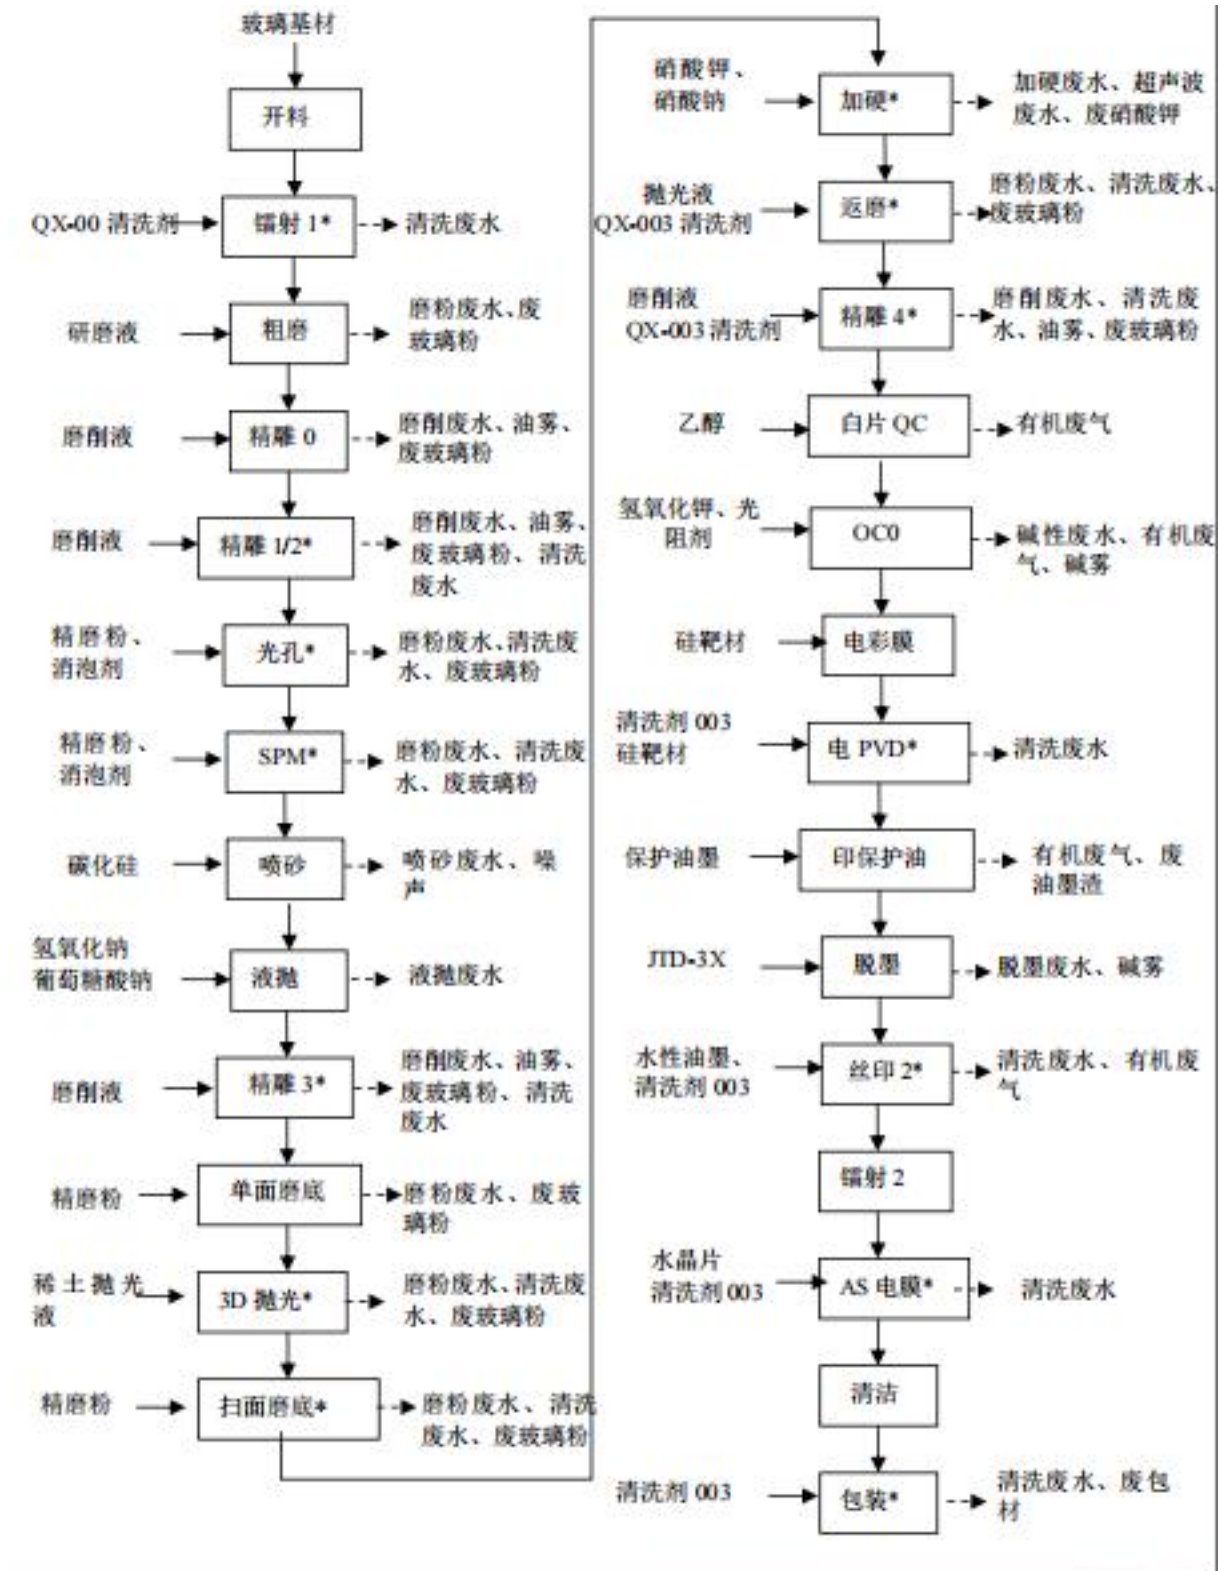 玻璃基材
开料
QX-00 清洗剂
镭射 1*
清洗废水
研磨液
粗磨
磨粉废水、废
玻璃粉
磨削液
精雕 0
磨削废水、油雾、
废玻璃粉
磨削液
精雕 1/2*
磨削废水、油雾、
废玻璃粉、清洗
废水
精磨粉、
消泡剂
光孔*
磨粉废水、清洗废
水、废玻璃粉
精磨粉、
消泡剂
SPM*
磨粉废水、清洗废
水、废玻璃粉
碳化硅
喷砂
喷砂废水、噪
声
氢氧化钠
葡萄糖酸钠
液抛
液抛废水
磨削液
精雕 3*
磨削废水、油雾、
废玻璃粉、清洗
废水
精磨粉
单面磨底
磨粉废水、废玻
璃粉
稀土抛光
液
3D 抛光*
磨粉废水、清洗废
水、废玻璃粉
精磨粉
扫面磨底*
磨粉废水、清洗
废水、废玻璃粉
硝酸钾、
硝酸钠
加硬*
加硬废水、超声波
废水、废硝酸钾
抛光液
QX-003 清洗剂
返磨*
磨粉废水、清洗废水、
废玻璃粉
磨削液
QX-003 清洗剂
精雕 4*
磨削废水、清洗废
水、油雾、废玻璃粉
乙醇
白片 QC
有机废气
氢氧化钾、光
阻剂
OC0
碱性废水、有机废
气、碱雾
硅靶材
电彩膜
清洗剂 003
硅靶材
电 PVD*
清洗废水
保护油墨
印保护油
有机废气、废
油墨渣
JTD-3X
脱墨
脱墨废水、碱雾
水性油墨、
清洗剂 003
丝印 2*
清洗废水、有机废
气
镭射 2
水晶片
清洗剂 003
AS 电膜*
清洗废水
清洁
清洗剂 003
包装*
清洗废水、废包
材